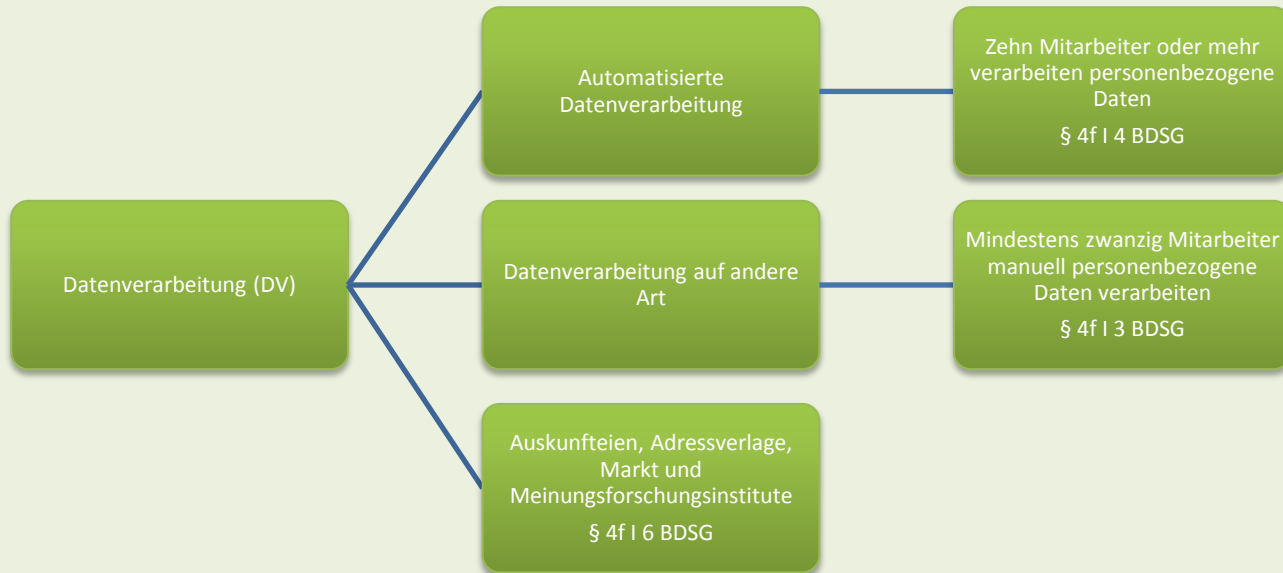 Datenverarbeitung (DV)
Automatisierte
Datenverarbeitung
Zehn Mitarbeiter oder mehr
verarbeiten personenbezogene
Daten
§ 4f I 4 BDSG
Datenverarbeitung auf andere
Art
Mindestens zwanzig Mitarbeiter
manuell personenbezogene
Daten verarbeiten
§ 4f I 3 BDSG
Auskunfteien, Adressverlage,
Markt und
Meinungsforschungsinstitute
§ 4f I 6 BDSG